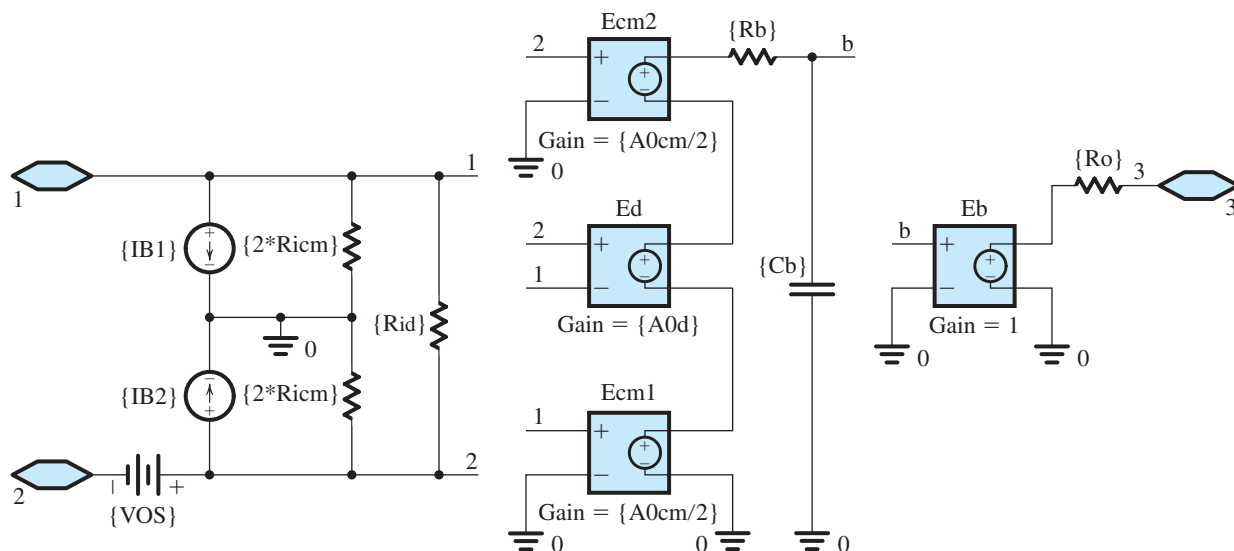 Ecm2
{Rb}
2
b
+
+
−
−
Gain = {A0cm/2}
0
1
1
{IB1}
+
−
{2*Ricm}
{Rid}
0
{IB2}
−
+
{2*Ricm}
2
2
− +
{VOS}
Ed
2
1
+
+
−
−
Gain = {A0d}
{Cb}
Ecm1
1
+
+
−
−
Gain = {A0cm/2}
0
0
0
{Ro}
3
3
Eb
b
+
+
−
−
Gain = 1
0
0